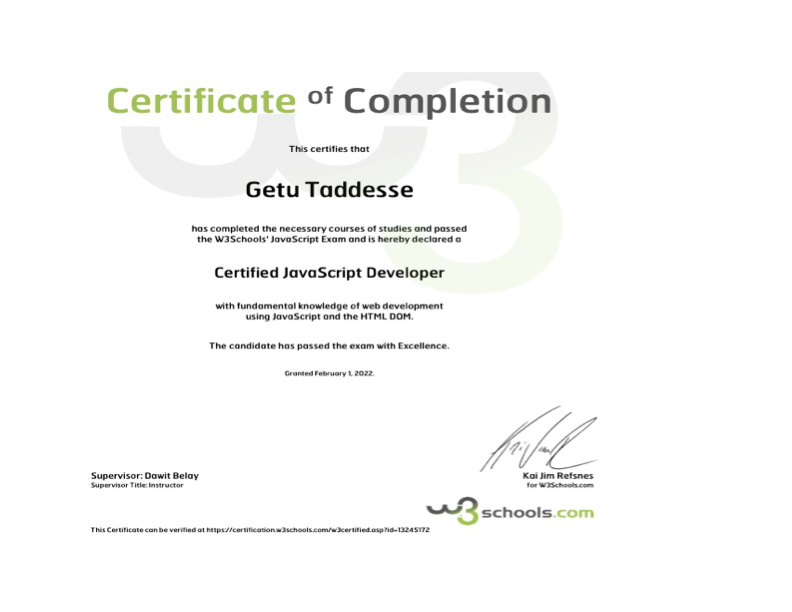 Certificate of Completion
This certifies that
Getu Taddesse
has completed the necessary courses of studies and passed
the W3Schools' JavaScript Exam and is hereby declared a
Certified JavaScript Developer
with fundamental knowledge of web development
using JavaScript and the HTML DOM.
The candidate has passed the exam with Excellence.
Granted February 1, 2022.
Supervisor: Dawit Belay
Supervisor Title: Instructor
Kai Jim Refsnes
for W3Schools.com
w3schools.com
This Certificate can be verified at https://certification.w3schools.com/w3certified.asp?id=13245172